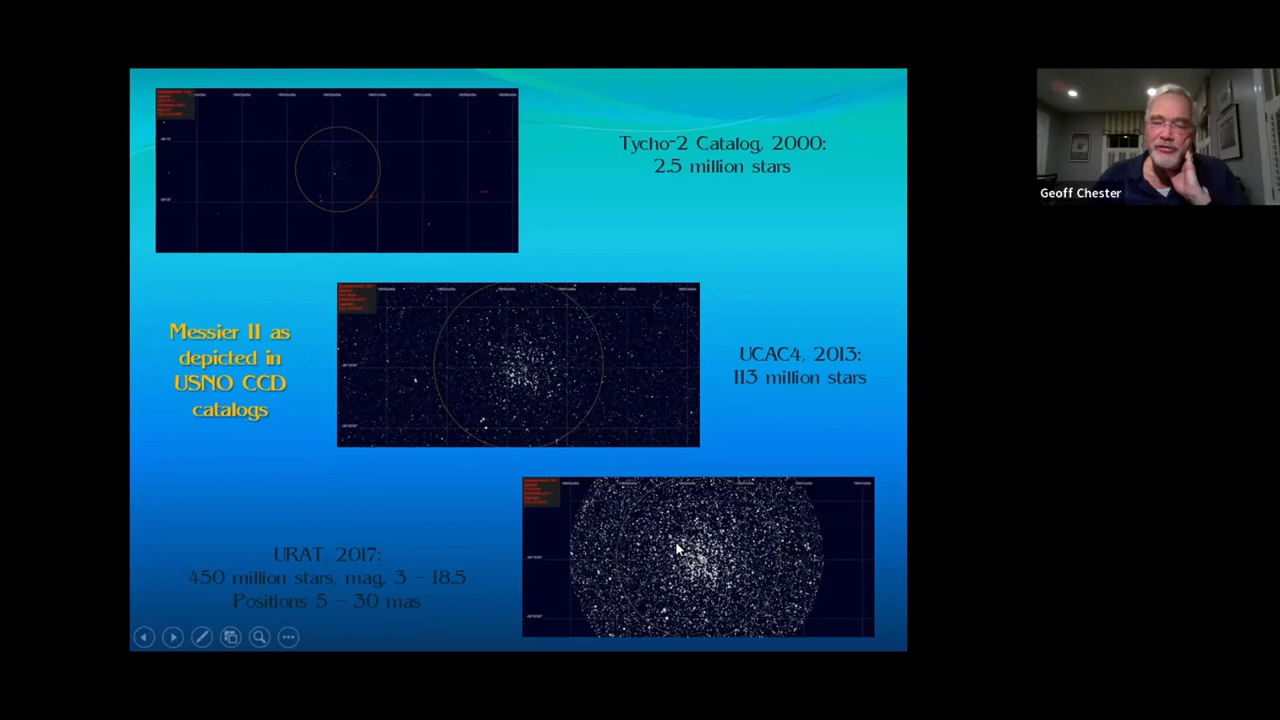 Tycho-2 Catalog, 2000:
2.5 million stars
Geoff Chester
Messier 11 as
depicted in
USNO CCD
catalogs
UCAC4, 2013:
113 million stars
URAT, 2017:
450 million stars, mag. 3 - 18.5
Positions 5 - 30 mas